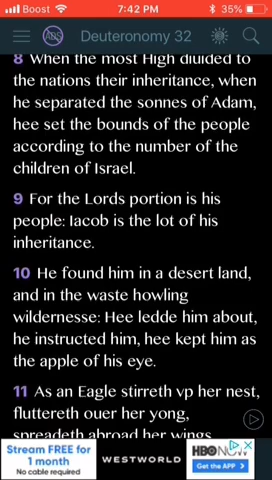 Boost 7:42 PM 35%
ADS Deuteronomy 32
8 When the most High diuided to
the nations their inheritance, when
he separated the sonnes of Adam,
hee set the bounds of the people
according to the number of the
children of Israel.
9 For the Lords portion is his
people: Iacob is the lot of his
inheritance.
10 He found him in a desert land,
and in the waste howling
wildernesse: Hee ledde him about,
he instructed him, hee kept him as
the apple of his eye.
11 As an Eagle stirreth vp her nest,
fluttereth ouer her yong,
spreadeth abroad her wings,
Stream FREE for
1 month
No cable required
WESTWORLD
HBO NOW
Get the APP >